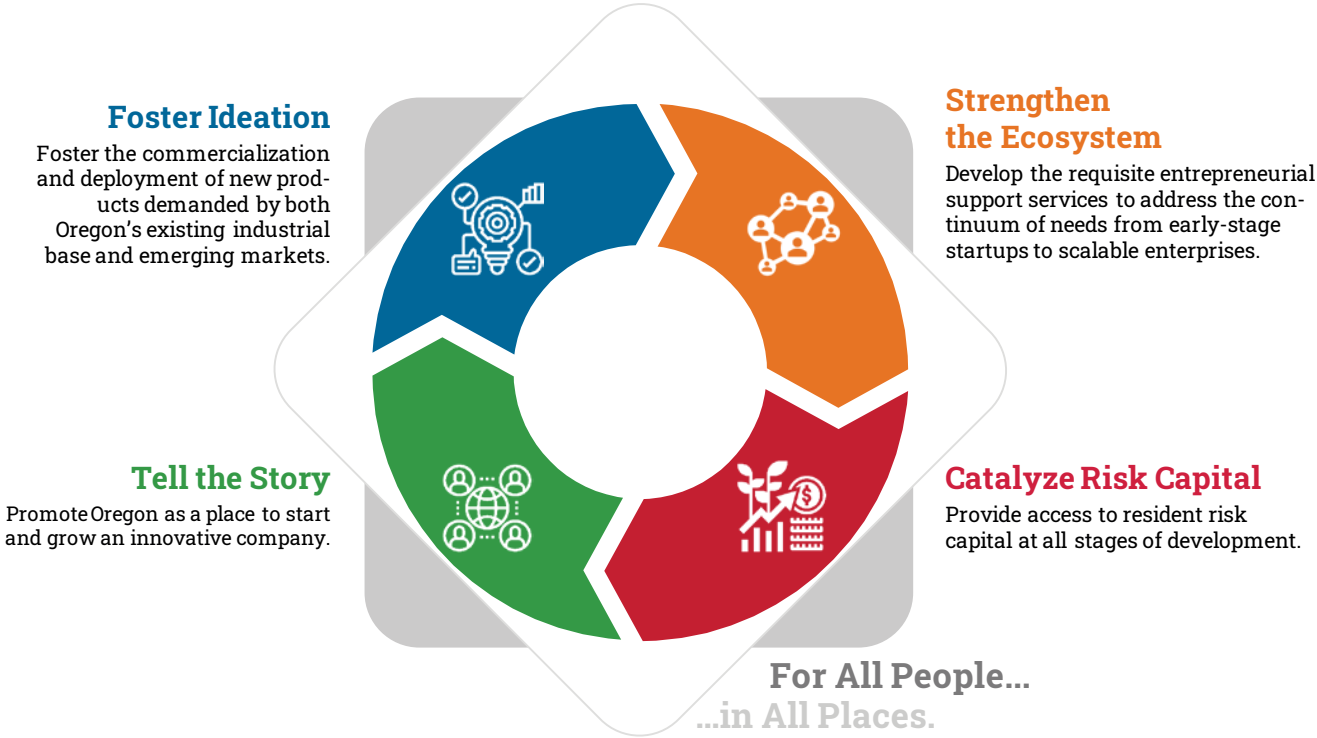 Foster Ideation
Foster the commercialization
and deployment of new prod-
ucts demanded by both
Oregon’s existing industrial
base and emerging markets.
Strengthen
the Ecosystem
Develop the requisite entrepreneurial
support services to address the con-
tinuum of needs from early-stage
startups to scalable enterprises.
Tell the Story
Promote Oregon as a place to start
and grow an innovative company.
Catalyze Risk Capital
Provide access to resident risk
capital at all stages of development.
$
For All People...
...in All Places.